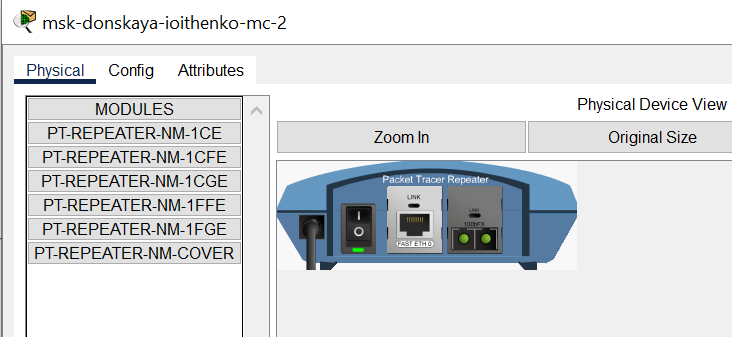 msk-donskaya-ioithenko-mc-2
Physical Config Attributes
MODULES
PT-REPEATER-NM-1CE
PT-REPEATER-NM-1CFE
PT-REPEATER-NM-1CGE
PT-REPEATER-NM-1FFE
PT-REPEATER-NM-1FGE
PT-REPEATER-NM-COVER
Physical Device View
Zoom In Original Size
Packet Tracer Repeater
LINK LINK
100bFX
FAST ETH 0